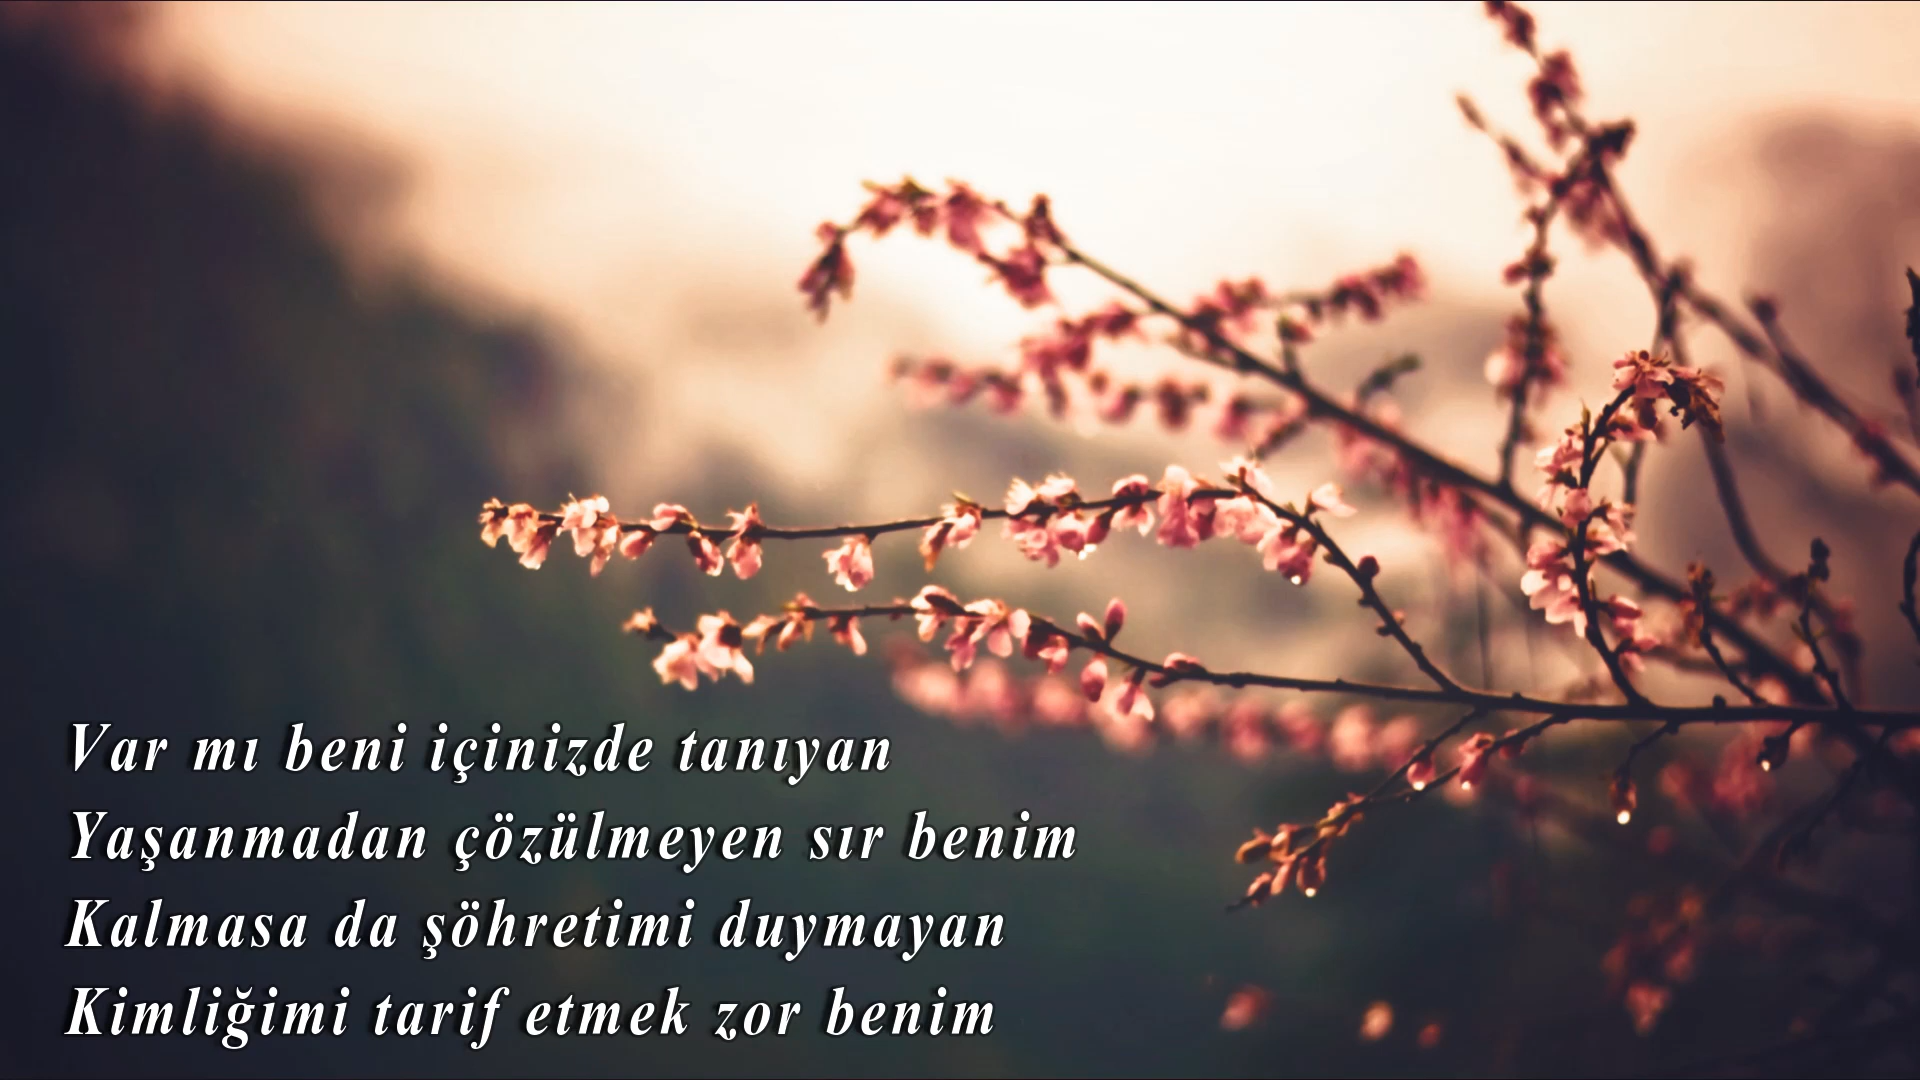 Var mı beni içinizde tanıyan
Yaşanmadan çözülmeyen sır benim
Kalmasa da şöhretimi duymayan
Kimliğimi tarif etmek zor benim